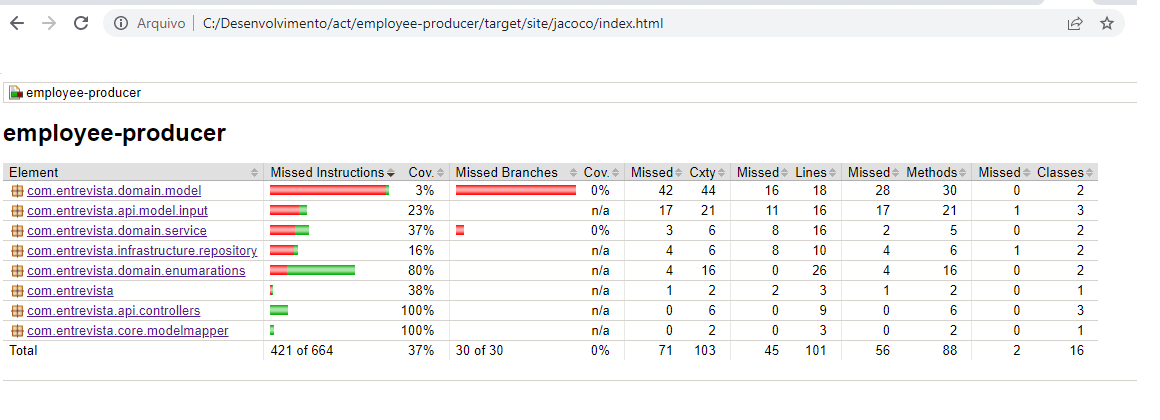 Arquivo C:/Desenvolvimento/act/employee-producer/target/site/jacoco/index.html
employee-producer
employee-producer
Element Missed Instructions Cov. Missed Branches Cov. Missed Cxty Missed Lines Missed Methods Missed Classes
com.entrevista.domain.model 3% 0% 42 44 16 18 28 30 0 2
com.entrevista.api.model.input 23% n/a 17 21 11 16 17 21 1 3
com.entrevista.domain.service 37% 0% 3 6 8 16 2 5 0 2
com.entrevista.infrastructure.repository 16% n/a 4 6 8 10 4 6 1 2
com.entrevista.domain.enumarations 80% n/a 4 16 0 26 4 16 0 2
com.entrevista 38% n/a 1 2 2 3 1 2 0 1
com.entrevista.api.controllers 100% n/a 0 6 0 9 0 6 0 3
com.entrevista.core.modelmapper 100% n/a 0 2 0 3 0 2 0 1
Total 421 of 664 37% 30 of 30 0% 71 103 45 101 56 88 2 16